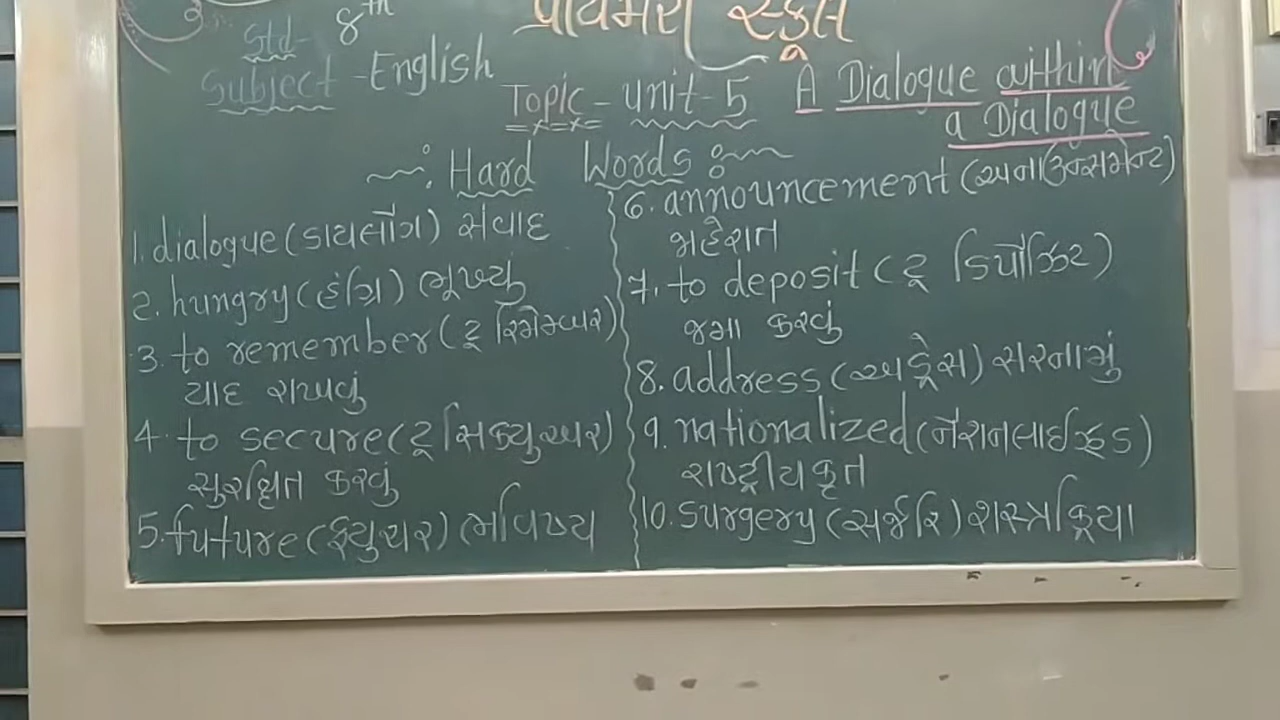 પ્રાયમરી સ્કૂલ
Std- 8th
Subject - English
Topic - unit-5 A Dialogue within
a Dialogue
Hard Words
1. dialogue (ડાયલૉગ) સંવાદ
2. hungry (હંગ્રિ) ભૂખ્યું
3. to remember (ટૂ રિમેમ્બર)
યાદ રાખવું
4. to secure (ટૂ સિક્યુઅર)
સુરક્ષિત કરવું
5. future (ફ્યુચર) ભવિષ્ય
6. announcement (અનાઉન્સમેન્ટ)
જાહેરાત
7. to deposit (ટૂ ડિપૉઝિટ)
જમા કરવું
8. address (અડ્રેસ) સરનામું
9. nationalized (નૅશનલાઈઝ્ડ)
રાષ્ટ્રીયકૃત
10. surgery (સર્જરિ) શસ્ત્રક્રિયા